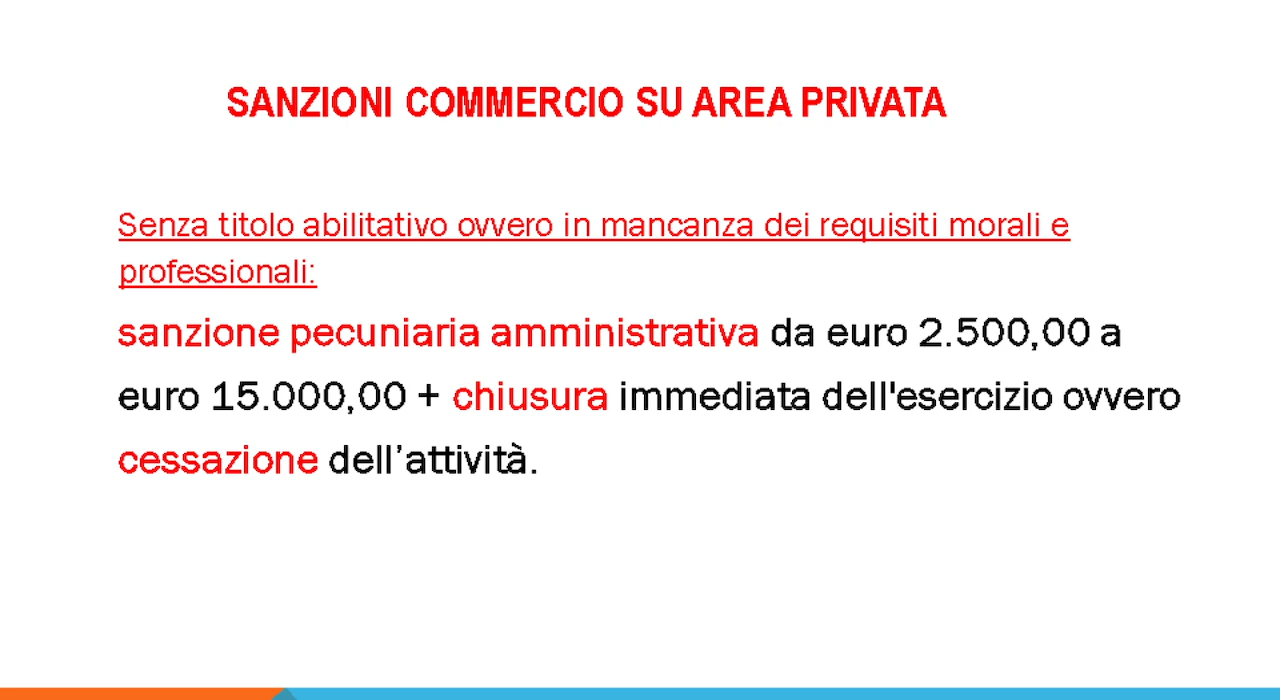 SANZIONI COMMERCIO SU AREA PRIVATA
Senza titolo abilitativo ovvero in mancanza dei requisiti morali e
professionali:
sanzione pecuniaria amministrativa da euro 2.500,00 a
euro 15.000,00 + chiusura immediata dell'esercizio ovvero
cessazione dell’attività.